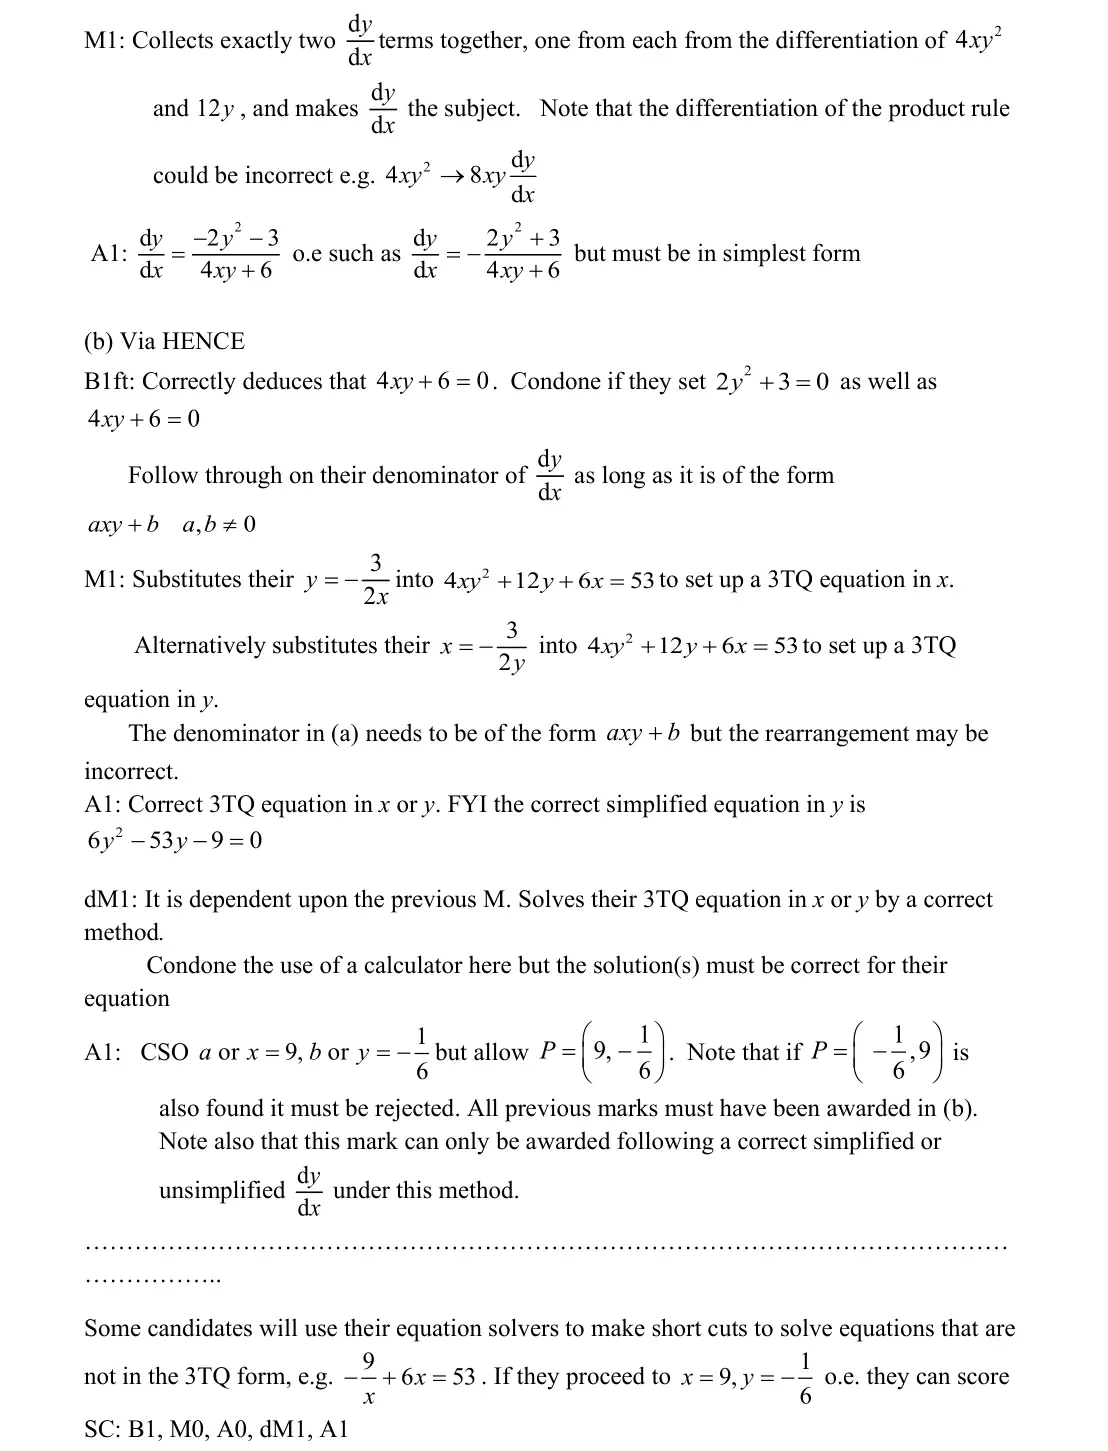 M1: Collects exactly two dy/dx terms together, one from each from the differentiation of 4xy²
and 12y , and makes dy/dx the subject. Note that the differentiation of the product rule
could be incorrect e.g. 4xy² → 8xy dy/dx
A1: dy/dx = (−2y² − 3)/(4xy + 6) o.e such as dy/dx = − (2y² + 3)/(4xy + 6) but must be in simplest form
(b) Via HENCE
B1ft: Correctly deduces that 4xy + 6 = 0. Condone if they set 2y² + 3 = 0 as well as
4xy + 6 = 0
Follow through on their denominator of dy/dx as long as it is of the form
axy + b a, b ≠ 0
M1: Substitutes their y = − 3/(2x) into 4xy² + 12y + 6x = 53 to set up a 3TQ equation in x.
Alternatively substitutes their x = − 3/(2y) into 4xy² + 12y + 6x = 53 to set up a 3TQ
equation in y.
The denominator in (a) needs to be of the form axy + b but the rearrangement may be
incorrect.
A1: Correct 3TQ equation in x or y. FYI the correct simplified equation in y is
6y² − 53y − 9 = 0
dM1: It is dependent upon the previous M. Solves their 3TQ equation in x or y by a correct
method.
Condone the use of a calculator here but the solution(s) must be correct for their
equation
A1: CSO a or x = 9, b or y = − 1/6 but allow P = (9, − 1/6). Note that if P = (− 1/6, 9) is
also found it must be rejected. All previous marks must have been awarded in (b).
Note also that this mark can only be awarded following a correct simplified or
unsimplified dy/dx under this method.
……………………………………………………………………………………………………
……………..
Some candidates will use their equation solvers to make short cuts to solve equations that are
not in the 3TQ form, e.g. − 9/x + 6x = 53 . If they proceed to x = 9, y = − 1/6 o.e. they can score
SC: B1, M0, A0, dM1, A1